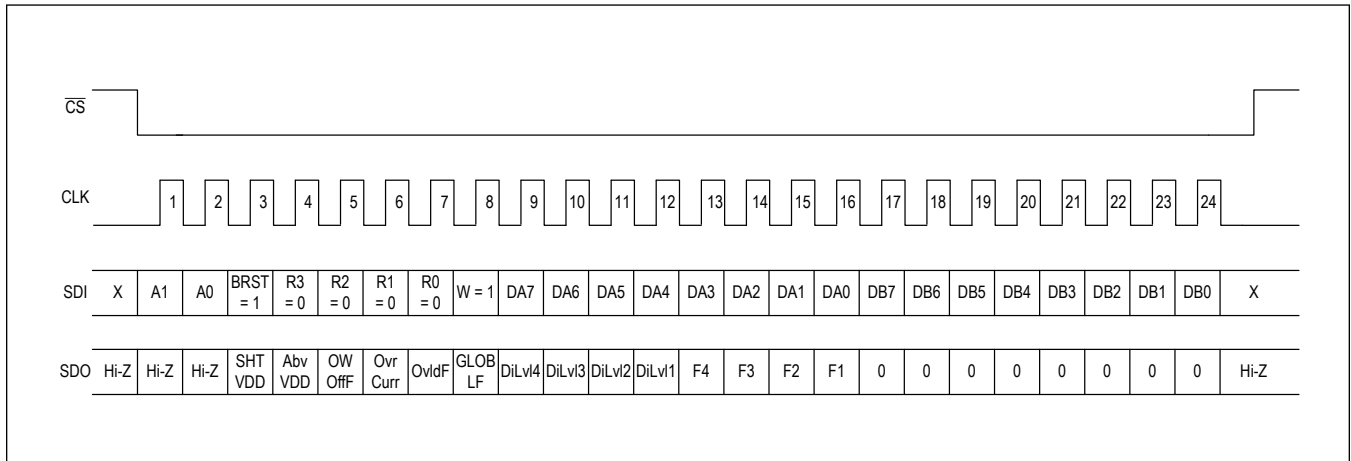 CS
CLK 1 2 3 4 5 6 7 8 9 10 11 12 13 14 15 16 17 18 19 20 21 22 23 24
SDI X A1 A0 BRST = 1 R3 = 0 R2 = 0 R1 = 0 R0 = 0 W = 1 DA7 DA6 DA5 DA4 DA3 DA2 DA1 DA0 DB7 DB6 DB5 DB4 DB3 DB2 DB1 DB0 X
SDO Hi-Z Hi-Z Hi-Z SHT VDD Abv VDD OW OffF Ovr Curr OvldF GLOB LF DiLvl4 DiLvl3 DiLvl2 DiLvl1 F4 F3 F2 F1 0 0 0 0 0 0 0 0 Hi-Z